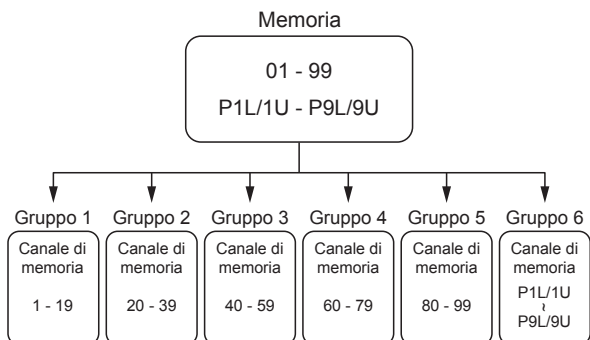 Memoria
01 - 99
P1L/1U - P9L/9U
Gruppo 1
Canale di
memoria
1 - 19
Gruppo 2
Canale di
memoria
20 - 39
Gruppo 3
Canale di
memoria
40 - 59
Gruppo 4
Canale di
memoria
60 - 79
Gruppo 5
Canale di
memoria
80 - 99
Gruppo 6
Canale di
memoria
P1L/1U
~
P9L/9U